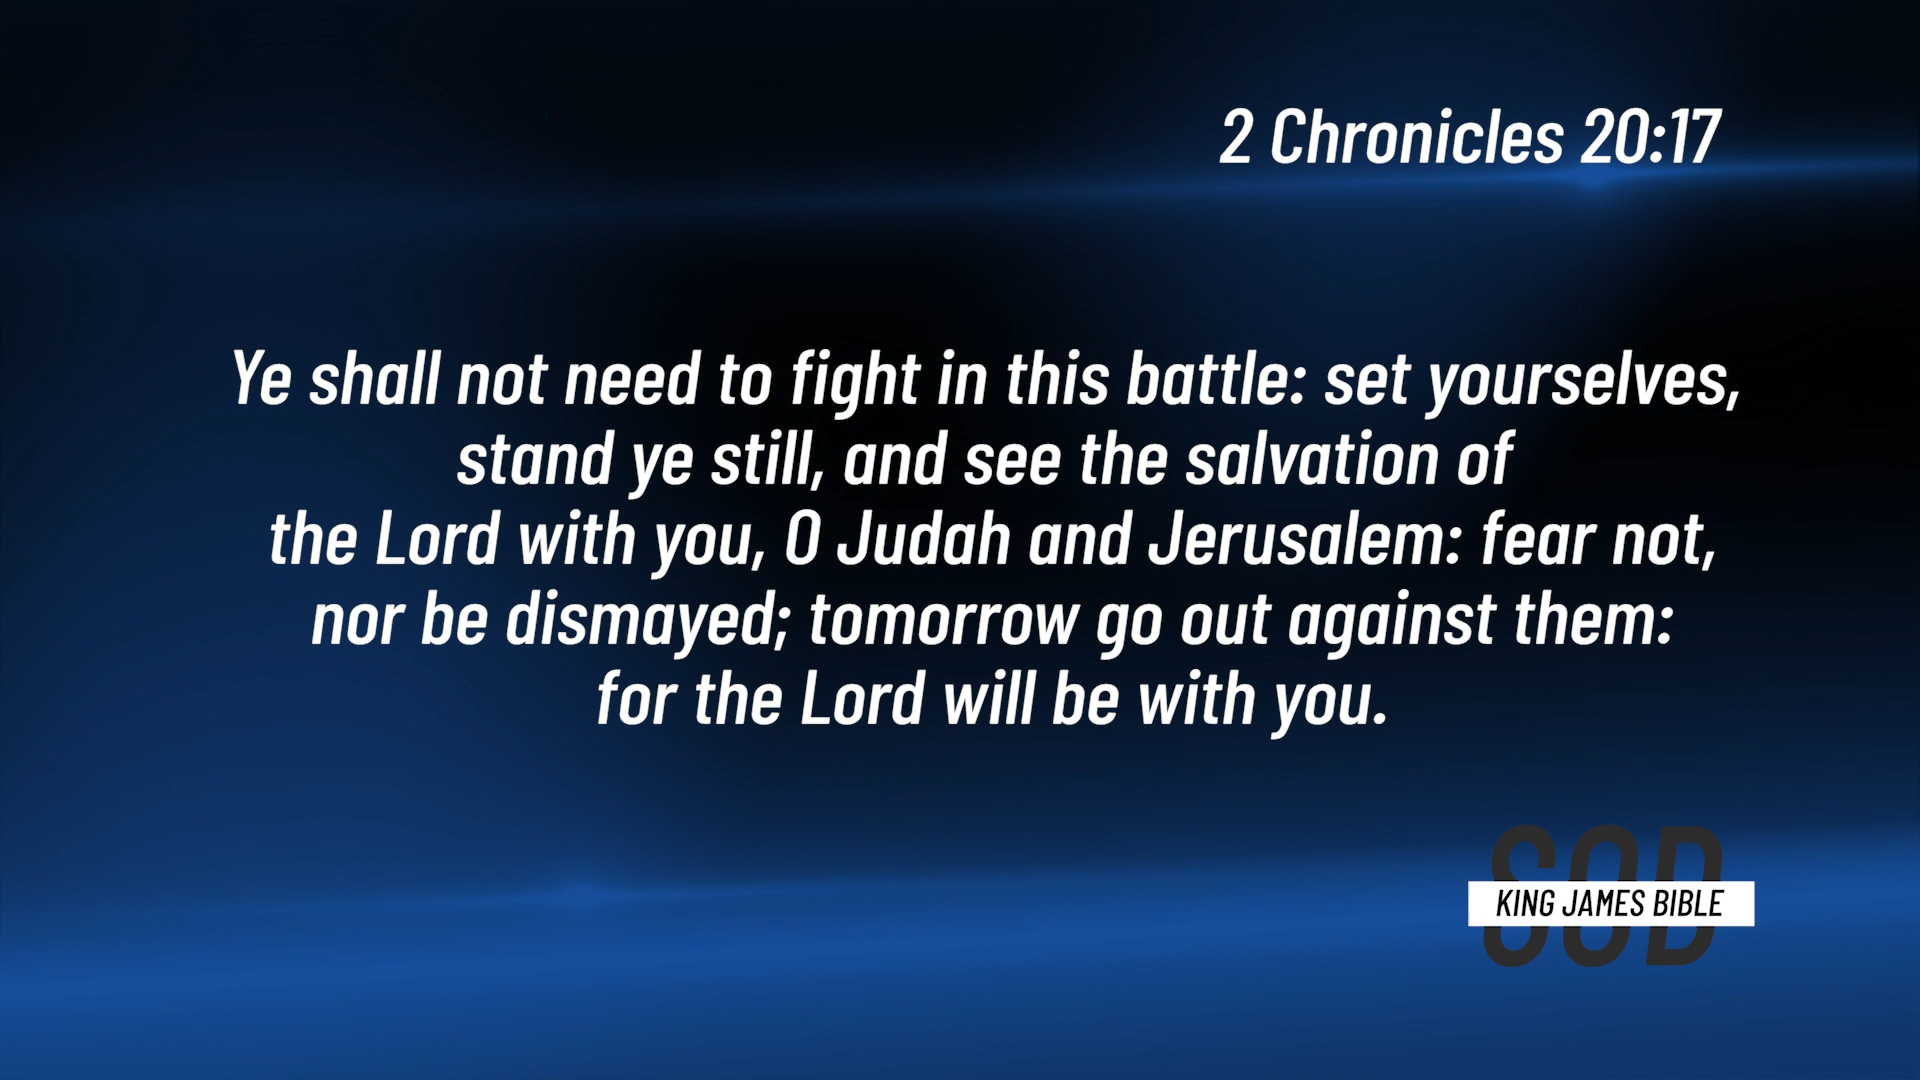 2 Chronicles 20:17
Ye shall not need to fight in this battle: set yourselves,
stand ye still, and see the salvation of
the Lord with you, O Judah and Jerusalem: fear not,
nor be dismayed; tomorrow go out against them:
for the Lord will be with you.
SOD
KING JAMES BIBLE